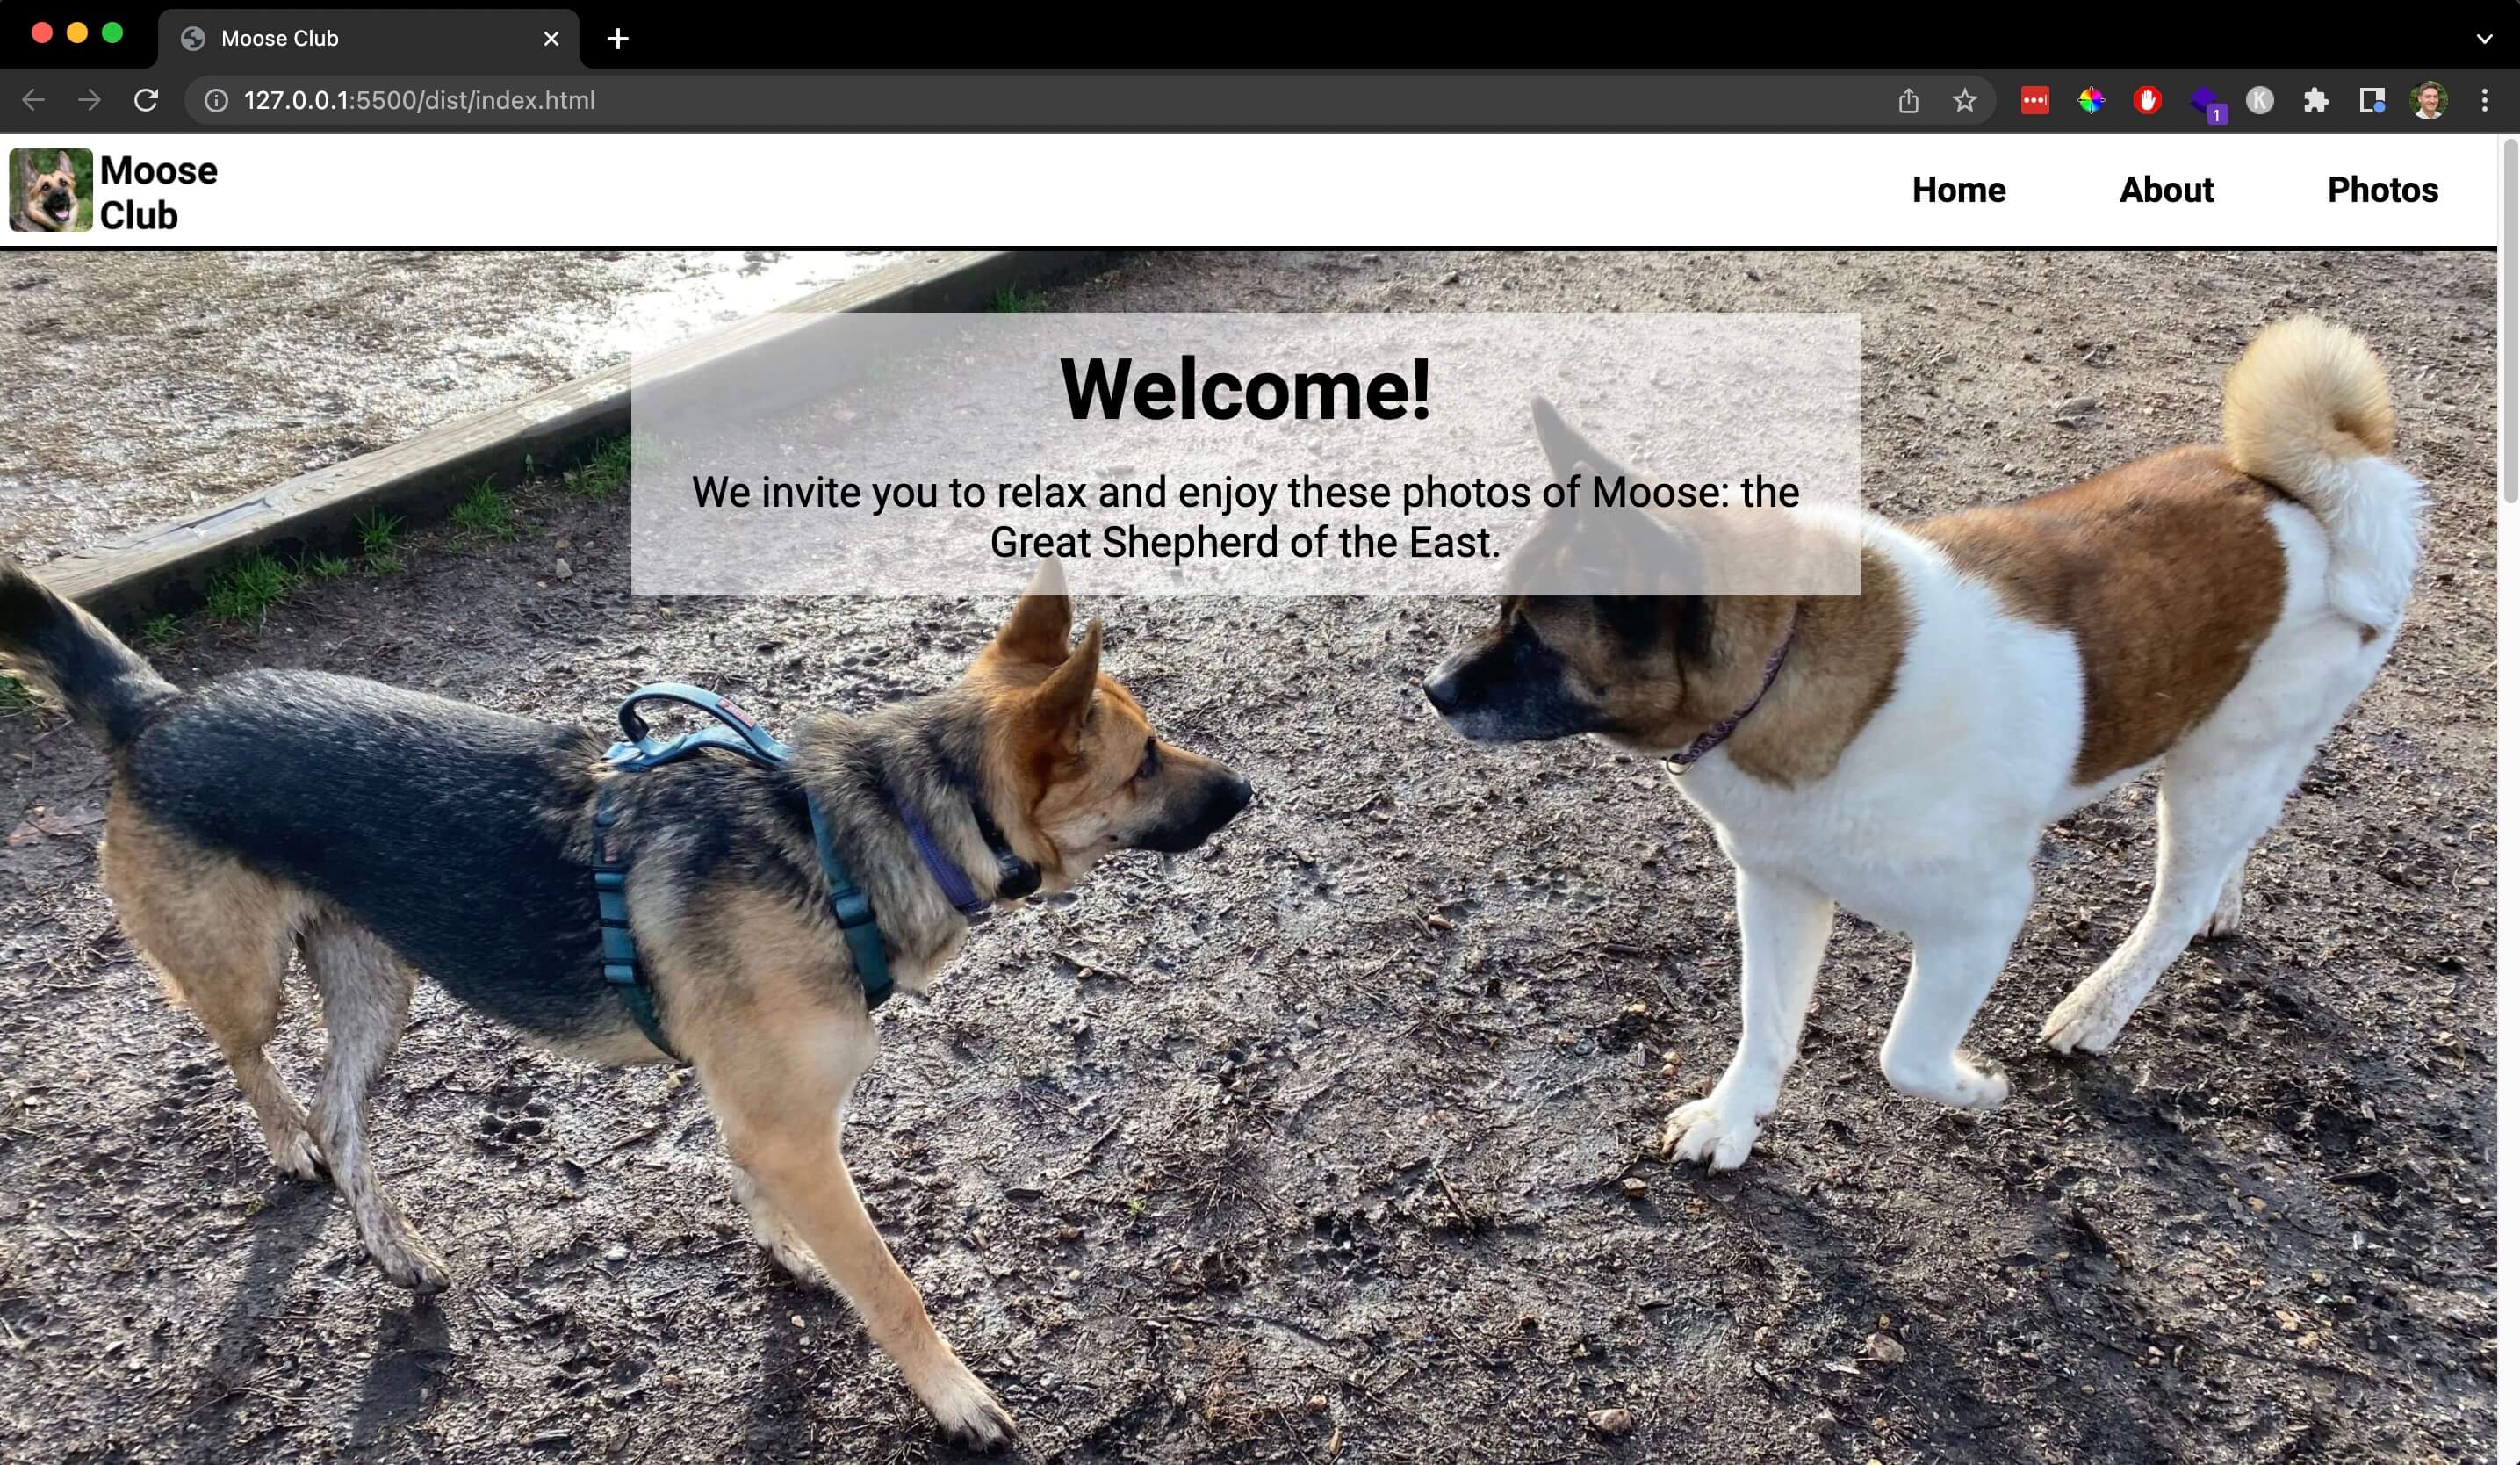 Moose Club
127.0.0.1:5500/dist/index.html
1
K
Moose
Club
Home About Photos
Welcome!
We invite you to relax and enjoy these photos of Moose: the
Great Shepherd of the East.